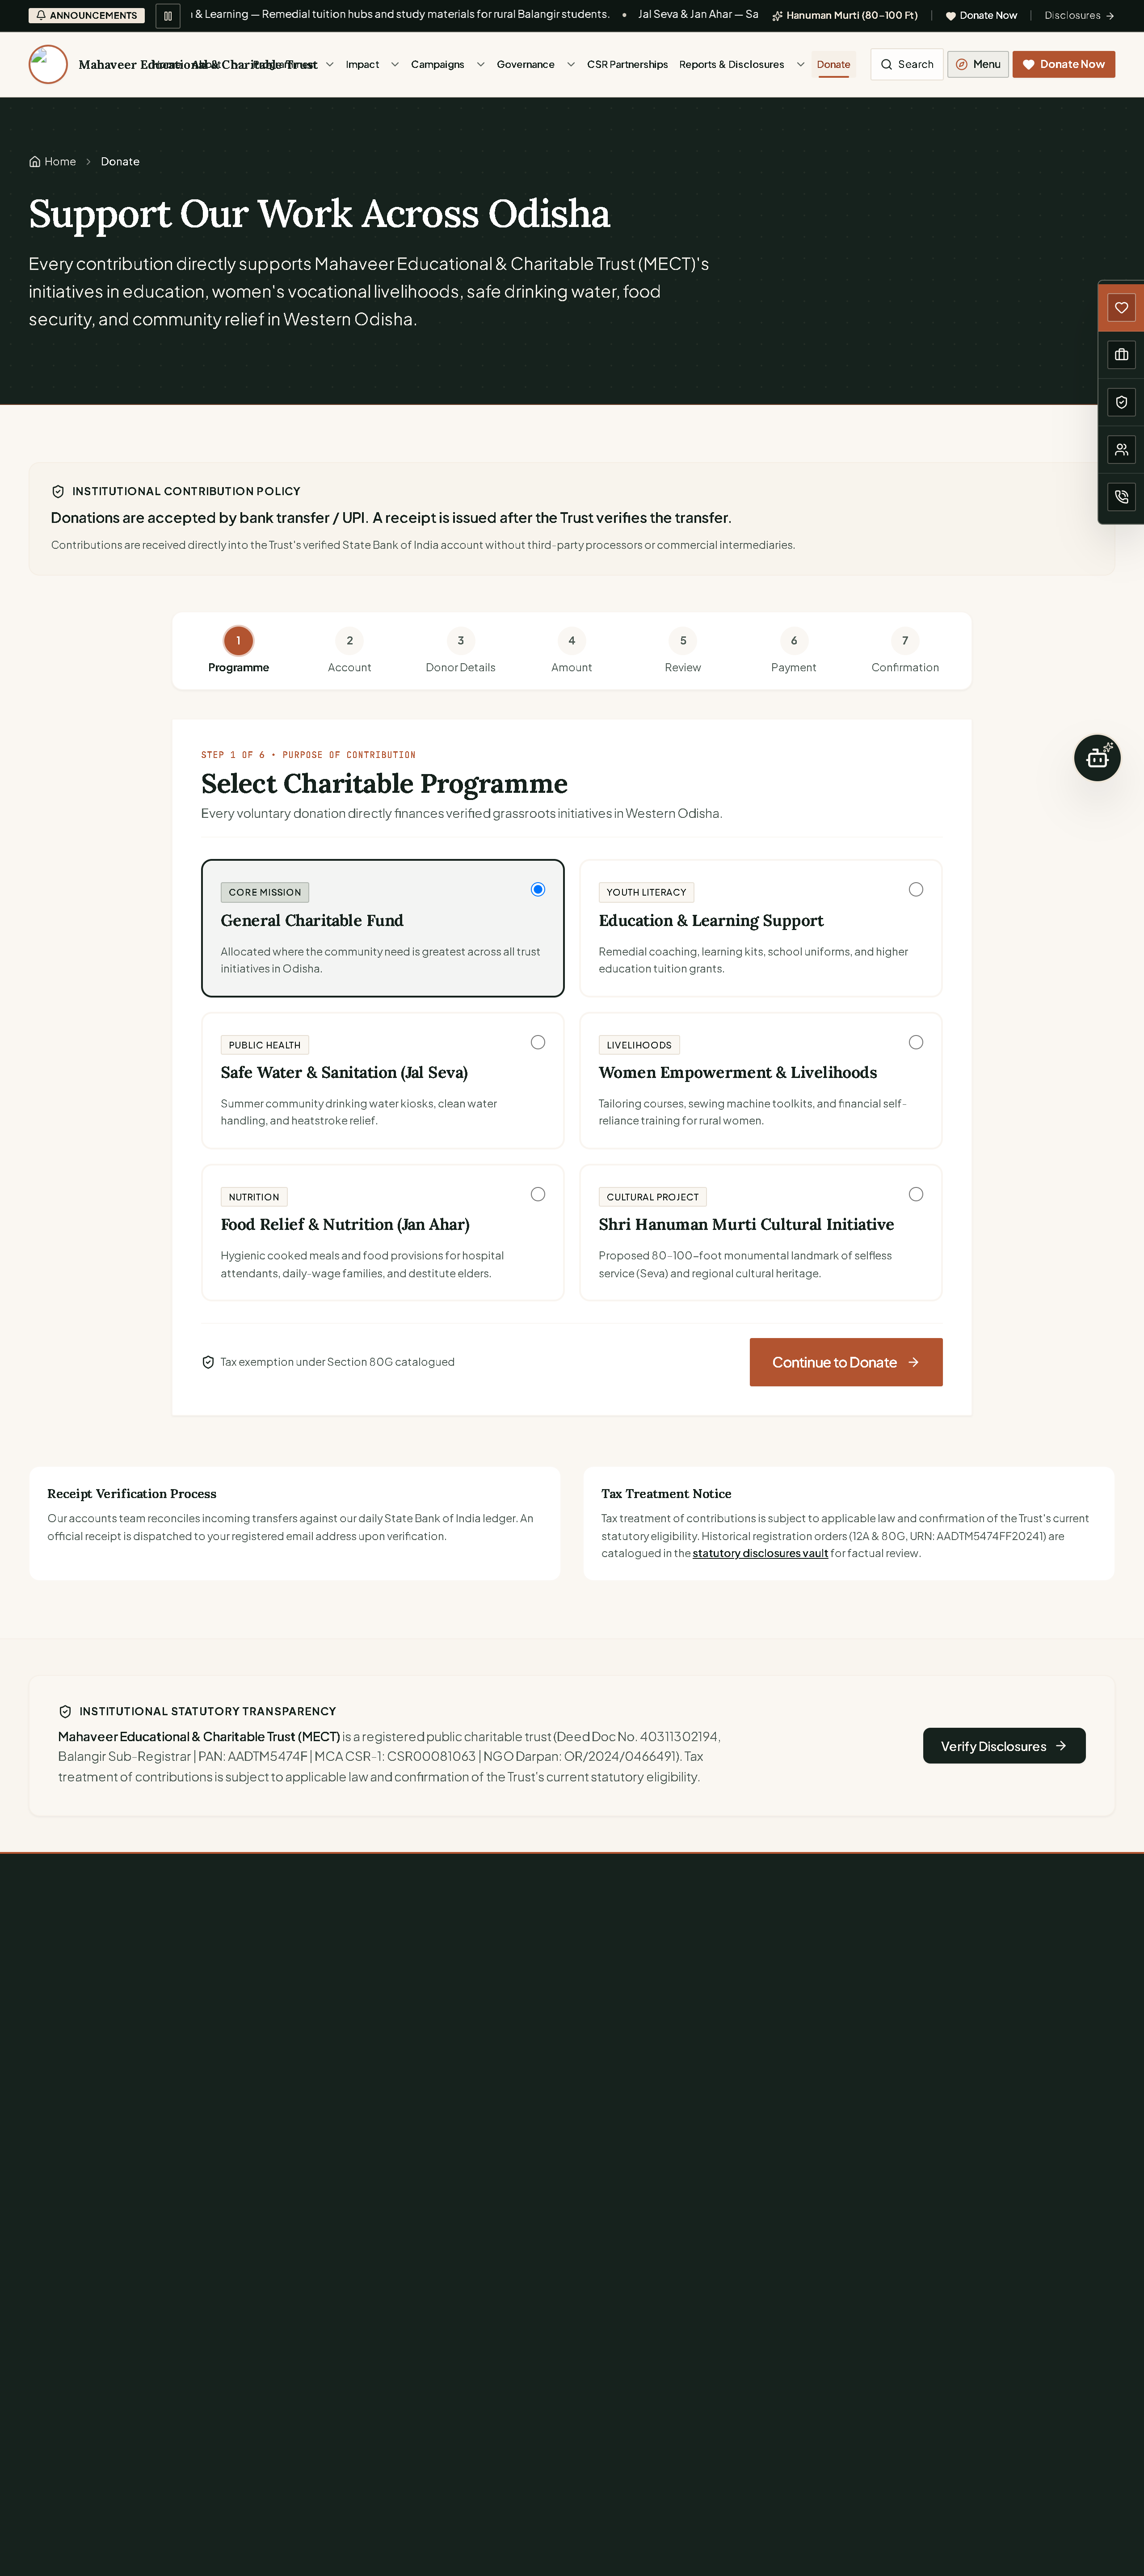 ANNOUNCEMENTS
& Learning — Remedial tuition hubs and study materials for rural Balangir students. • Jal Seva & Jan Ahar — Sa
Hanuman Murti (80–100 Ft)
Donate Now
Disclosures
Mahaveer Educational & Charitable Trust
Home
About
Programmes
Impact
Campaigns
Governance
CSR Partnerships
Reports & Disclosures
Donate
Search
Menu
Donate Now
Home
Donate
Support Our Work Across Odisha
Every contribution directly supports Mahaveer Educational & Charitable Trust (MECT)'s
initiatives in education, women's vocational livelihoods, safe drinking water, food
security, and community relief in Western Odisha.
INSTITUTIONAL CONTRIBUTION POLICY
Donations are accepted by bank transfer / UPI. A receipt is issued after the Trust verifies the transfer.
Contributions are received directly into the Trust's verified State Bank of India account without third-party processors or commercial intermediaries.
1
2
3
4
5
6
7
Programme
Account
Donor Details
Amount
Review
Payment
Confirmation
STEP 1 OF 6 • PURPOSE OF CONTRIBUTION
Select Charitable Programme
Every voluntary donation directly finances verified grassroots initiatives in Western Odisha.
CORE MISSION
General Charitable Fund
Allocated where the community need is greatest across all trust
initiatives in Odisha.
YOUTH LITERACY
Education & Learning Support
Remedial coaching, learning kits, school uniforms, and higher
education tuition grants.
PUBLIC HEALTH
Safe Water & Sanitation (Jal Seva)
Summer community drinking water kiosks, clean water
handling, and heatstroke relief.
LIVELIHOODS
Women Empowerment & Livelihoods
Tailoring courses, sewing machine toolkits, and financial self-
reliance training for rural women.
NUTRITION
Food Relief & Nutrition (Jan Ahar)
Hygienic cooked meals and food provisions for hospital
attendants, daily-wage families, and destitute elders.
CULTURAL PROJECT
Shri Hanuman Murti Cultural Initiative
Proposed 80–100-foot monumental landmark of selfless
service (Seva) and regional cultural heritage.
Tax exemption under Section 80G catalogued
Continue to Donate
Receipt Verification Process
Our accounts team reconciles incoming transfers against our daily State Bank of India ledger. An
official receipt is dispatched to your registered email address upon verification.
Tax Treatment Notice
Tax treatment of contributions is subject to applicable law and confirmation of the Trust's current
statutory eligibility. Historical registration orders (12A & 80G, URN: AADTM5474FF20241) are
catalogued in the statutory disclosures vault for factual review.
INSTITUTIONAL STATUTORY TRANSPARENCY
Mahaveer Educational & Charitable Trust (MECT) is a registered public charitable trust (Deed Doc No. 40311302194,
Balangir Sub-Registrar | PAN: AADTM5474F | MCA CSR-1: CSR00081063 | NGO Darpan: OR/2024/0466491). Tax
treatment of contributions is subject to applicable law and confirmation of the Trust's current statutory eligibility.
Verify Disclosures